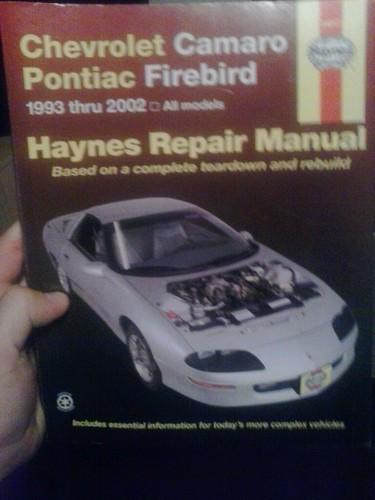 Chevrolet Camaro
Pontiac Firebird
1993 thru 2002 □ All models
Haynes
Haynes Repair Manual
Based on a complete teardown and rebuild
Includes essential information for today's more complex vehicles